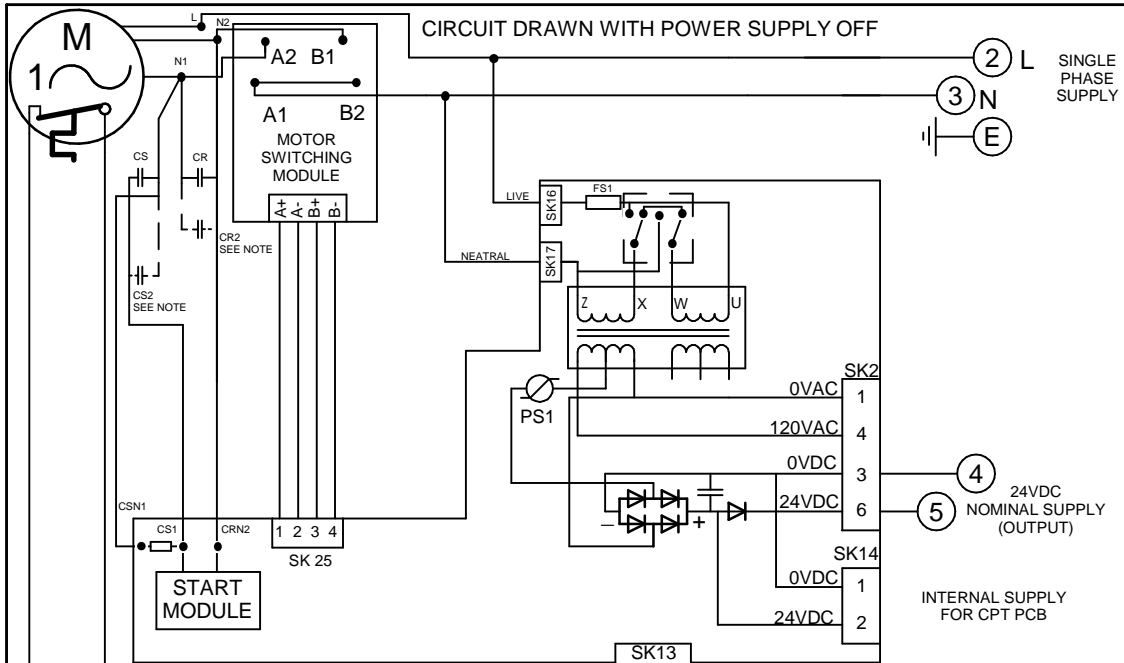 CIRCUIT DRAWN WITH POWER SUPPLY OFF
L
N2
M
1
N1
A2
B1
A1
B2
MOTOR
SWITCHING
MODULE
A+
A-
B+
B-
2
L
3
N
E
SINGLE
PHASE
SUPPLY
CS
CR
CR2
SEE NOTE
CS2
SEE NOTE
LIVE
SK16
FS1
NEATRAL
SK17
Z
X
W
U
PS1
SK2
0VAC
1
120VAC
4
0VDC
3
24VDC
6
4
5
24VDC
NOMINAL SUPPLY
(OUTPUT)
–
+
CSN1
CS1
CRN2
1 2 3 4
SK 25
START
MODULE
SK14
0VDC
1
24VDC
2
INTERNAL SUPPLY
FOR CPT PCB
SK13